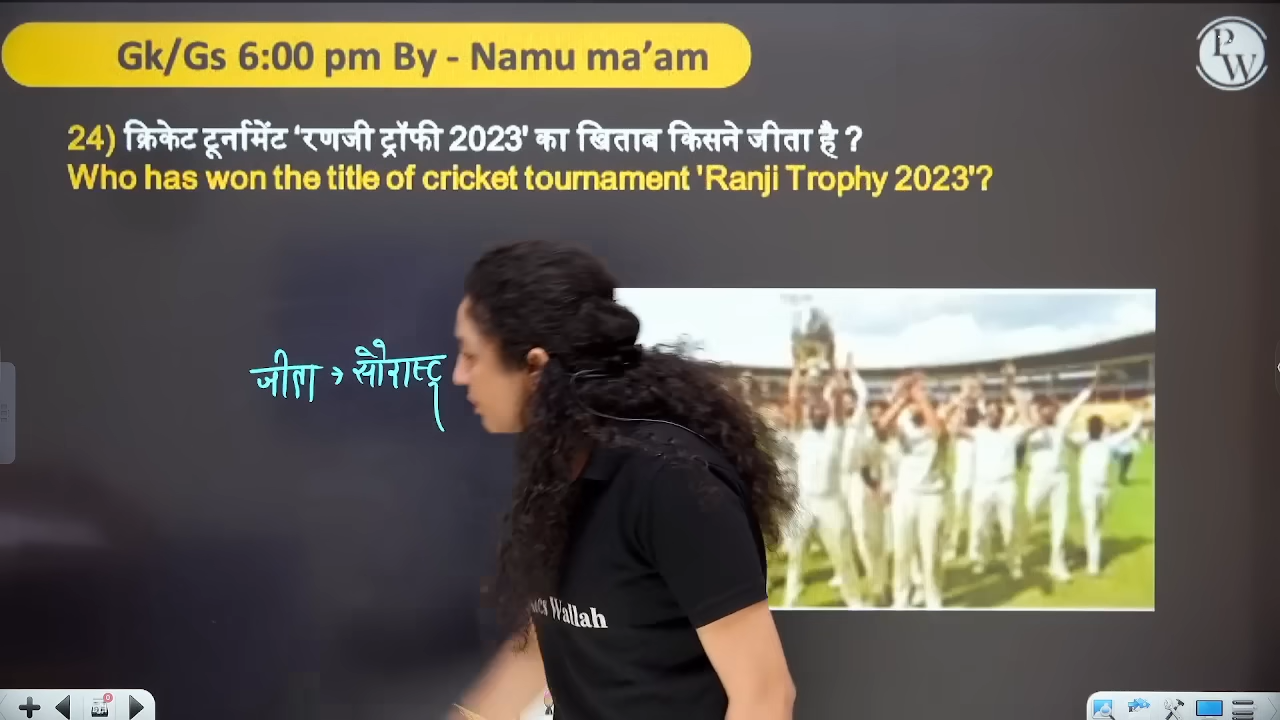 Gk/Gs 6:00 pm By - Namu ma’am
PW
24) क्रिकेट टूर्नामेंट ‘रणजी ट्रॉफी 2023' का खिताब किसने जीता है ?
Who has won the title of cricket tournament 'Ranji Trophy 2023'?
जीता → सौराष्ट्र
Wallah